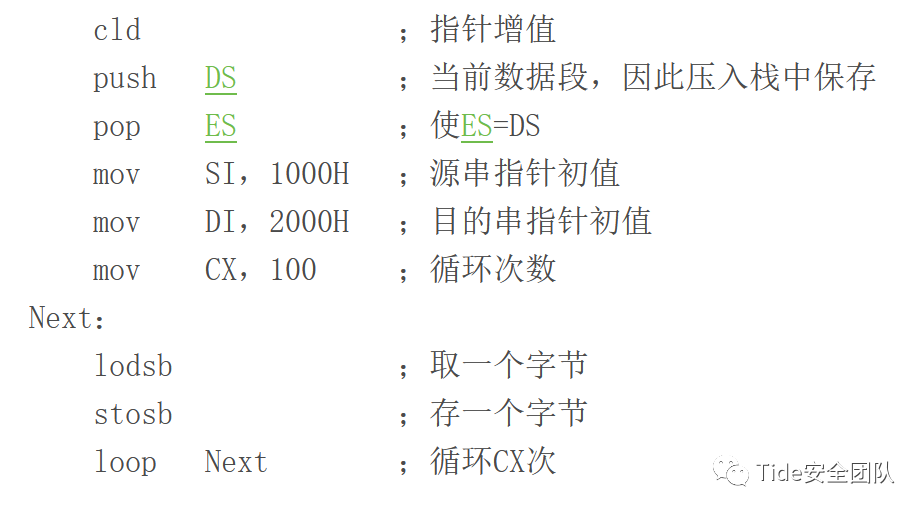 cld ；指针增值
push DS ；当前数据段，因此压入栈中保存
pop ES ；使ES=DS
mov SI，1000H ；源串指针初值
mov DI，2000H ；目的串指针初值
mov CX，100 ；循环次数
Next：
lodsb ；取一个字节
stosb ；存一个字节
loop Next ；循环CX次
Tide安全团队